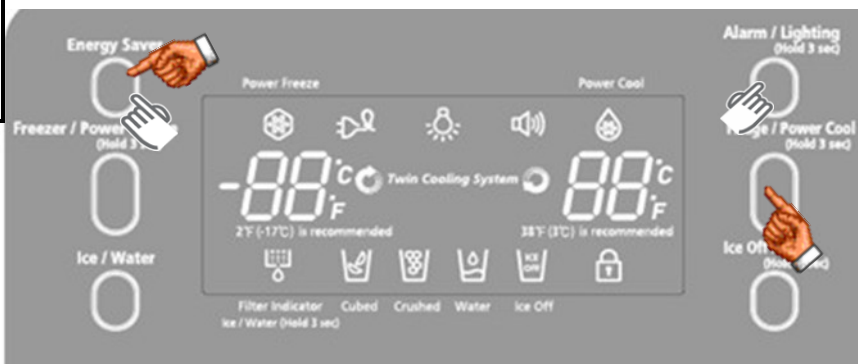 Energy Saver
Alarm / Lighting
(Hold 3 sec)
Power Freeze
Power Cool
Freezer / Power
(Hold 3
/ Power Cool
(Hold 3 sec)
-88°C °F
Twin Cooling System
88°C °F
2°F (-17°C) is recommended
38°F (3°C) is recommended
Ice / Water
Ice Off
sec)
KX
OFF
Filter Indicator
Cubed
Crushed
Water
Ice Off
Ice / Water (Hold 3 sec)